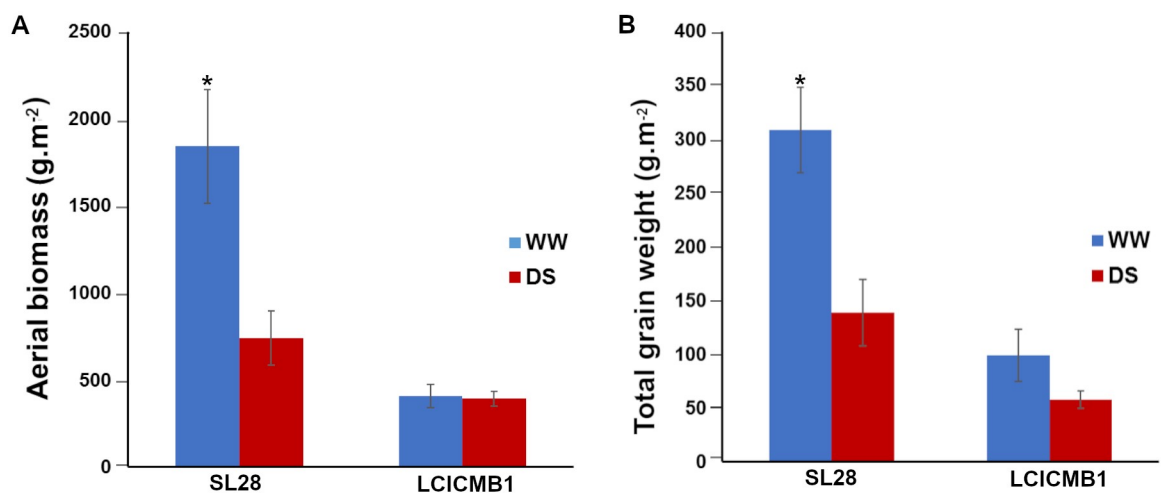 A
Aerial biomass (g.m-2)
2500
2000
1500
1000
500
0
*
WW
DS
SL28
LCICMB1
B
Total grain weight (g.m-2)
400
350
300
250
200
150
100
50
0
*
WW
DS
SL28
LCICMB1